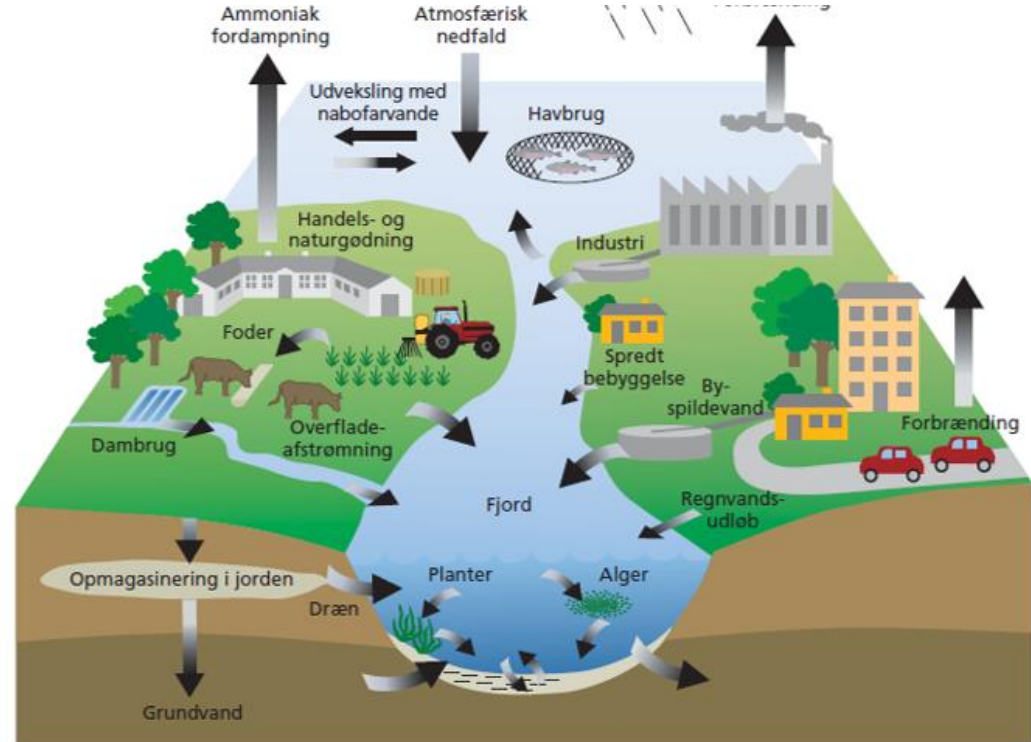 Ammoniak
fordampning
Atmosfærisk
nedfald
Udveksling med
nabofarvande
Havbrug
Handels- og
naturgødning
Industri
Foder
Spredt
bebyggelse
By-
spildevand
Forbrænding
Dambrug
Overflade-
afstrømning
Fjord
Regnvands-
udløb
Opmagasinering i jorden
Planter
Alger
Dræn
Grundvand